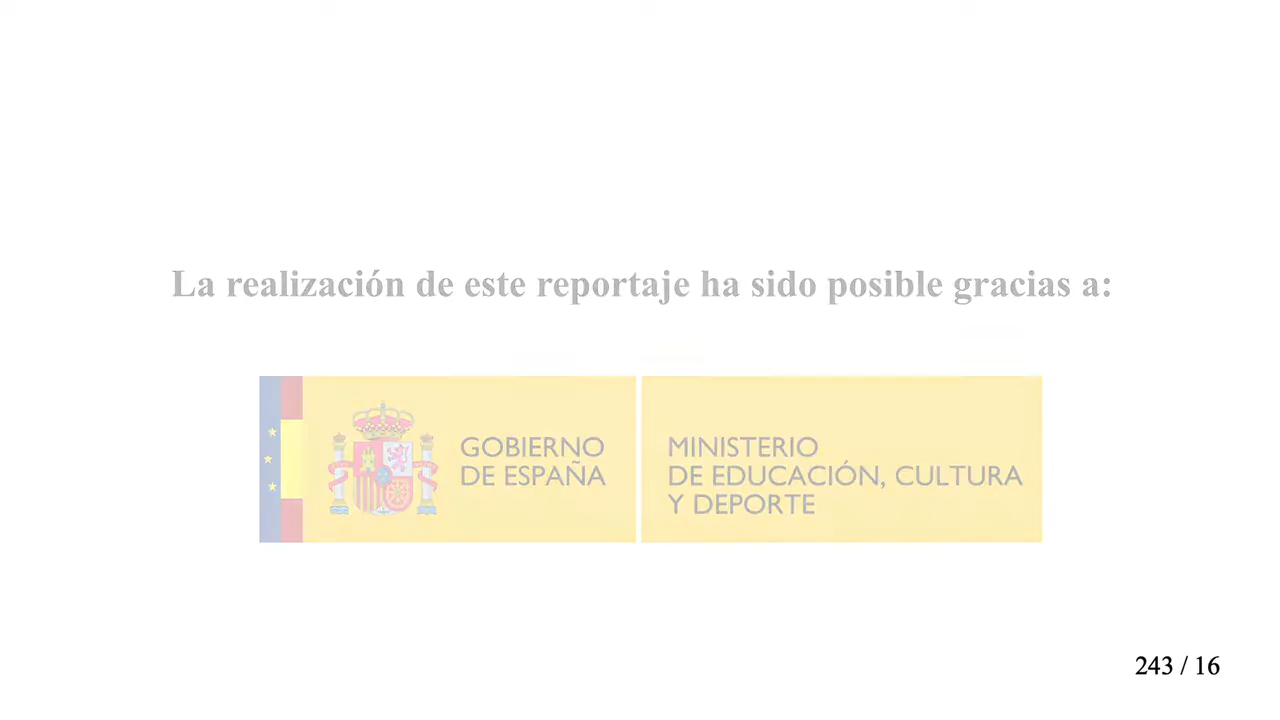 La realización de este reportaje ha sido posible gracias a:
GOBIERNO
DE ESPAÑA
MINISTERIO
DE EDUCACIÓN, CULTURA
Y DEPORTE
243 / 16